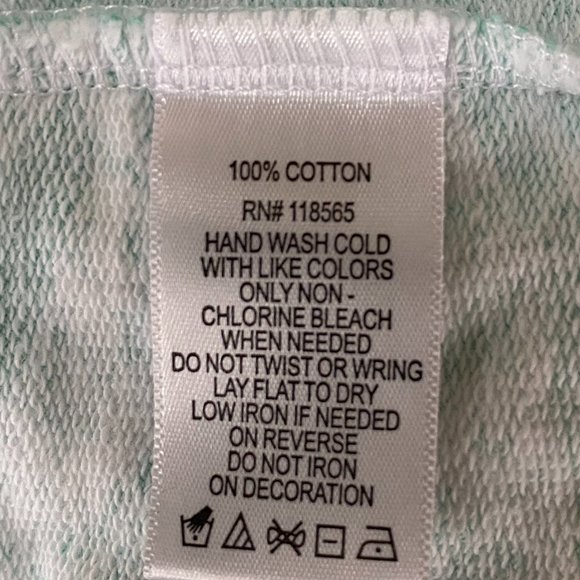 100% COTTON
RN# 118565
HAND WASH COLD
WITH LIKE COLORS
ONLY NON -
CHLORINE BLEACH
WHEN NEEDED
DO NOT TWIST OR WRING
LAY FLAT TO DRY
LOW IRON IF NEEDED
ON REVERSE
DO NOT IRON
ON DECORATION